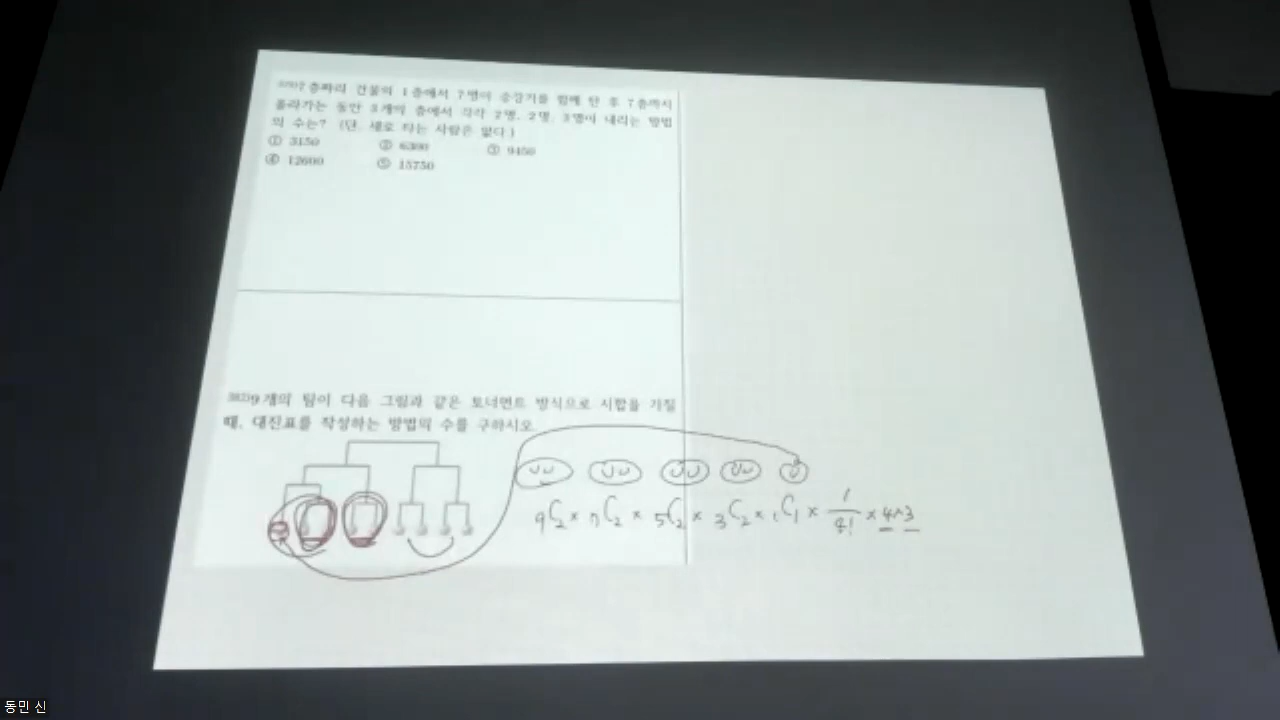 7층짜리 건물의 1층에서 7명이 승강기를 함께 탄 후 7층까지
올라가는 동안 3개의 층에서 각각 2명, 2명, 3명이 내리는 방법
의 수는? (단, 새로 타는 사람은 없다.)
① 3150 ② 6300 ③ 9450
④ 12600 ⑤ 15750
9개의 팀이 다음 그림과 같은 토너먼트 방식으로 시합을 가질
때, 대진표를 작성하는 방법의 수를 구하시오.
9C2 × 7C2 × 5C2 × 3C2 × 1C1 × 1/4! × 4×3
동민 신